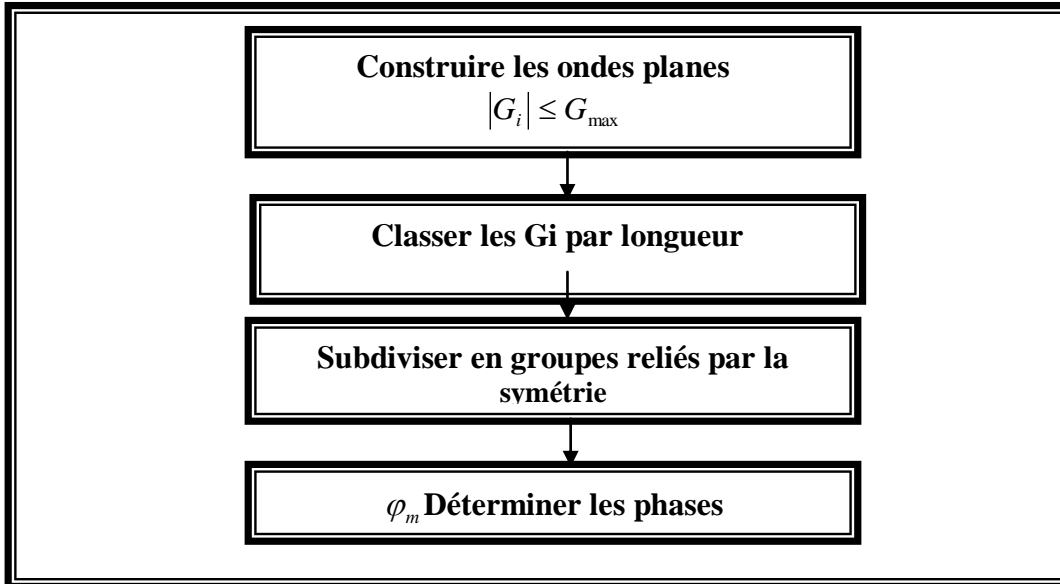 Construire les ondes planes
|G_i| ≤ G_max
Classer les Gi par longueur
Subdiviser en groupes reliés par la
symétrie
φ_m Déterminer les phases